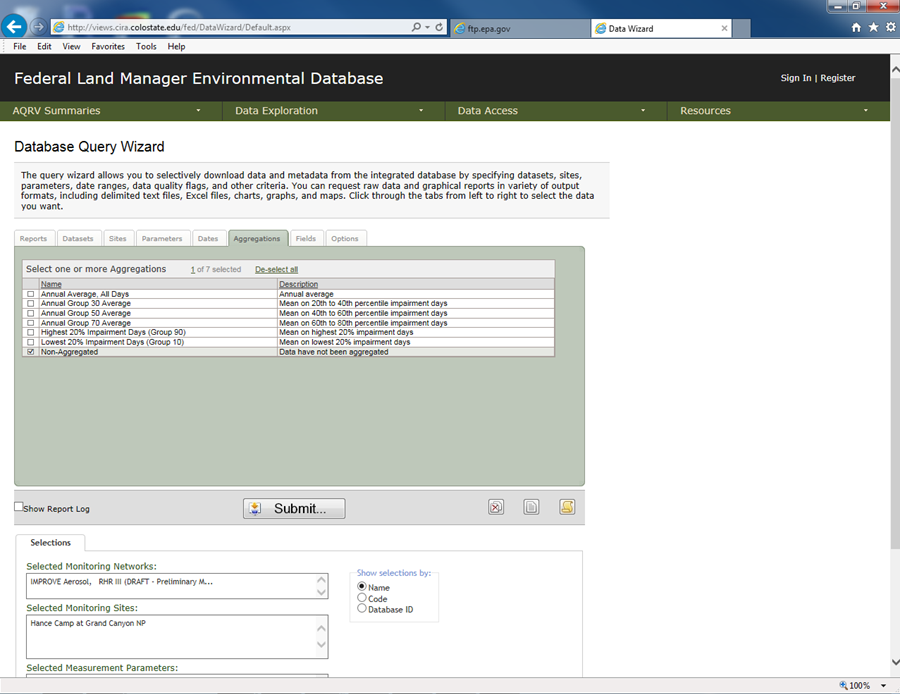 http://views.cira.colostate.edu/fed/DataWizard/Default.aspx
ftp.epa.gov
Data Wizard
File Edit View Favorites Tools Help
Federal Land Manager Environmental Database
Sign In | Register
AQRV Summaries
Data Exploration
Data Access
Resources
Database Query Wizard
The query wizard allows you to selectively download data and metadata from the integrated database by specifying datasets, sites,
parameters, date ranges, data quality flags, and other criteria. You can request raw data and graphical reports in variety of output
formats, including delimited text files, Excel files, charts, graphs, and maps. Click through the tabs from left to right to select the data
you want.
Reports Datasets Sites Parameters Dates Aggregations Fields Options
Select one or more Aggregations 1 of 7 selected De-select all
Name Description
Annual Average, All Days Annual average
Annual Group 30 Average Mean on 20th to 40th percentile impairment days
Annual Group 50 Average Mean on 40th to 60th percentile impairment days
Annual Group 70 Average Mean on 60th to 80th percentile impairment days
Highest 20% Impairment Days (Group 90) Mean on highest 20% impairment days
Lowest 20% Impairment Days (Group 10) Mean on lowest 20% impairment days
Non-Aggregated Data have not been aggregated
Show Report Log
Submit...
Selections
Selected Monitoring Networks:
IMPROVE Aerosol, RHR III (DRAFT - Preliminary M...
Show selections by:
Name
Code
Database ID
Selected Monitoring Sites:
Hance Camp at Grand Canyon NP
Selected Measurement Parameters:
100%